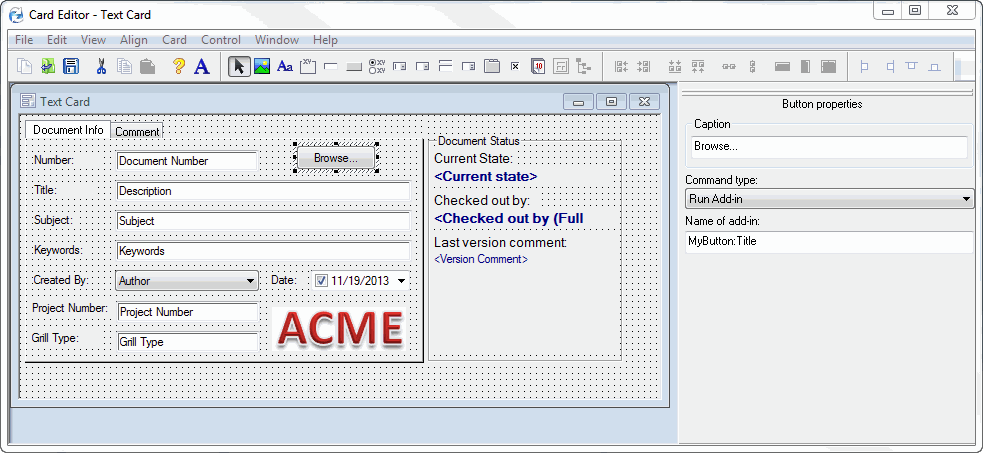 Card Editor - Text Card
File Edit View Align Card Control Window Help
Text Card
Document Info Comment
Number: Document Number Browse...
Title: Description
Subject: Subject
Keywords: Keywords
Created By: Author Date: 11/19/2013
Project Number: Project Number
Grill Type: Grill Type
ACME
Document Status
Current State:
<Current state>
Checked out by:
<Checked out by (Full
Last version comment:
<Version Comment>
Button properties
Caption
Browse...
Command type:
Run Add-in
Name of add-in:
MyButton:Title